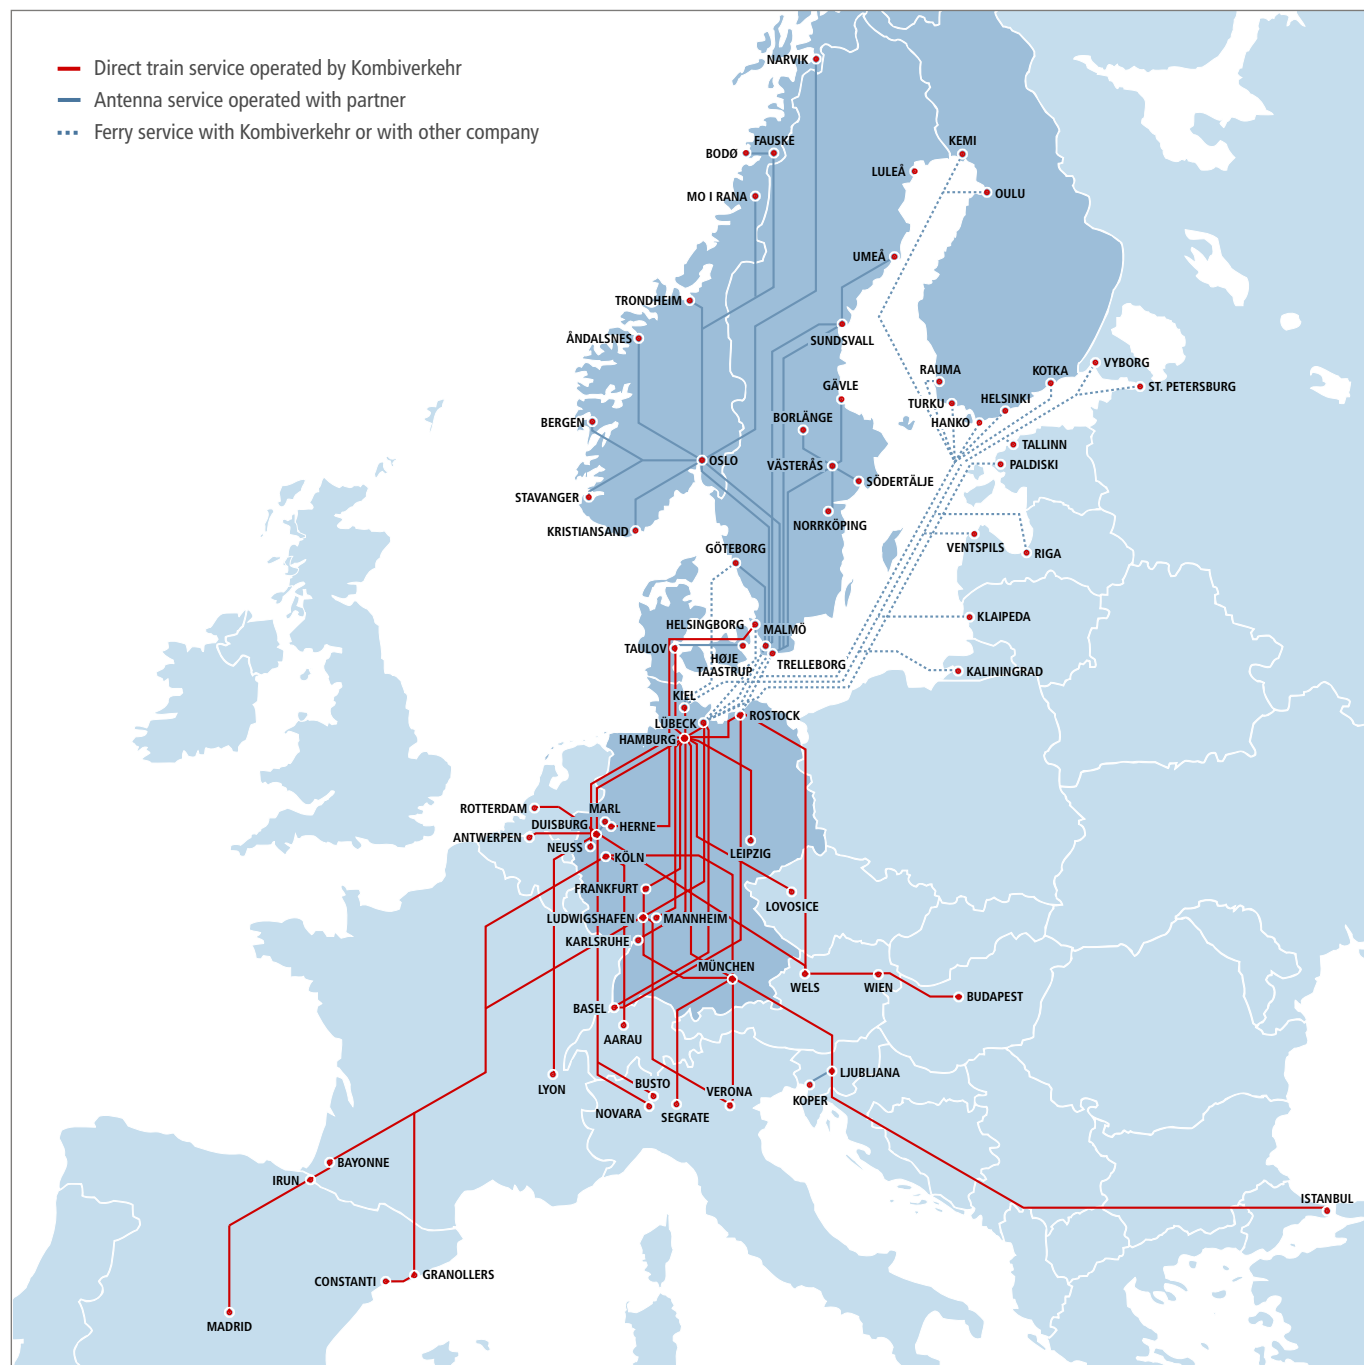 Direct train service operated by Kombiverkehr
Antenna service operated with partner
Ferry service with Kombiverkehr or with other company
NARVIK
FAUSKE
BODØ
KEMI
LULEÅ
OULU
MO I RANA
UMEÅ
TRONDHEIM
ÅNDALSNES
SUNDSVALL
VYBORG
RAUMA
KOTKA
ST. PETERSBURG
GÄVLE
TURKU
HELSINKI
BORLÄNGE
HANKO
BERGEN
TALLINN
OSLO
VÄSTERÅS
PALDISKI
SÖDERTÄLJE
STAVANGER
NORRKÖPING
KRISTIANSAND
GÖTEBORG
VENTSPILS
RIGA
HELSINGBORG
MALMÖ
KLAIPEDA
TAULOV
HØJE
TAASTRUP
TRELLEBORG
KALININGRAD
KIEL
LÜBECK
ROSTOCK
HAMBURG
ROTTERDAM
MARL
DUISBURG
HERNE
ANTWERPEN
NEUSS
KÖLN
LEIPZIG
FRANKFURT
LOVOSICE
LUDWIGSHAFEN
MANNHEIM
KARLSRUHE
MÜNCHEN
WELS
WIEN
BUDAPEST
BASEL
AARAU
LJUBLJANA
LYON
BUSTO
VERONA
KOPER
NOVARA
SEGRATE
BAYONNE
IRUN
ISTANBUL
CONSTANTI
GRANOLLERS
MADRID